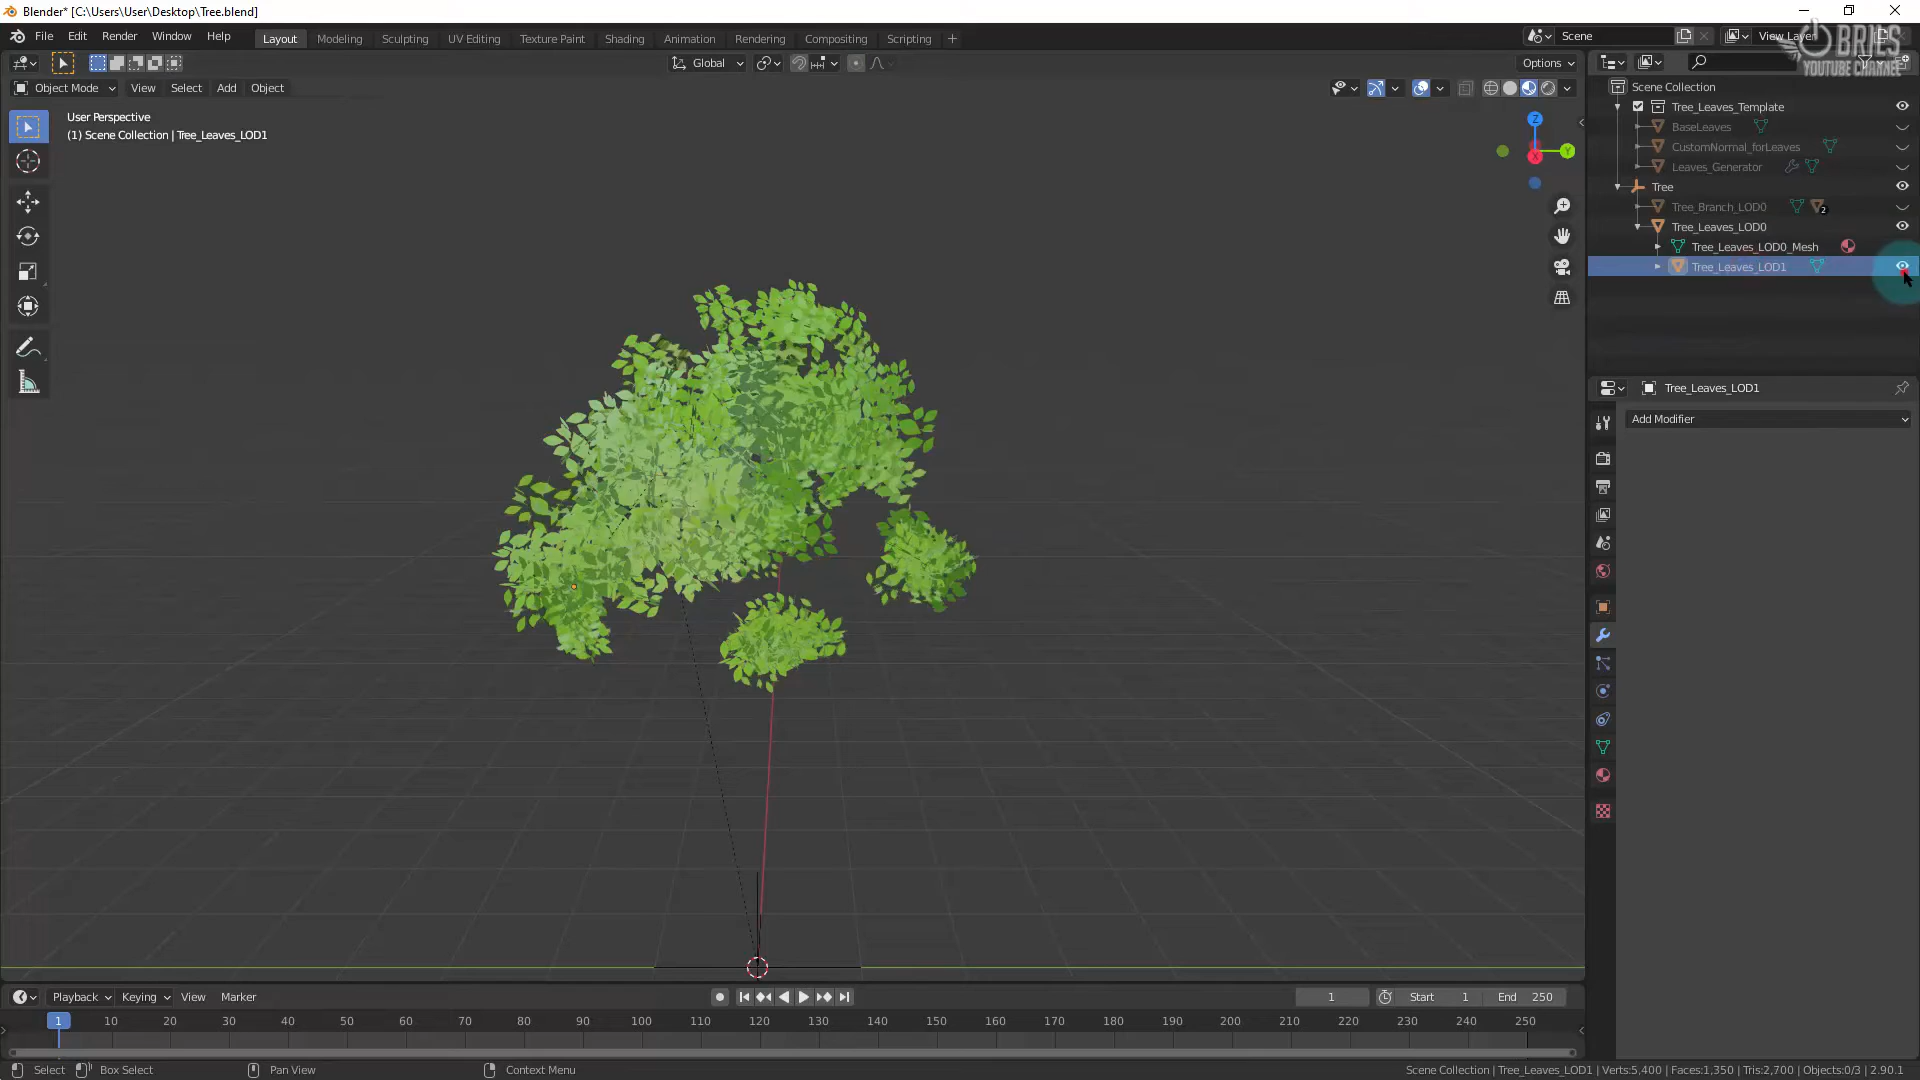 Blender* [C:\Users\User\Desktop\Tree.blend]
File Edit Render Window Help
Layout Modeling Sculpting UV Editing Texture Paint Shading Animation Rendering Compositing Scripting
Scene
View Layer
BRIES
YOUTUBE CHANNEL
Global
Options
Object Mode View Select Add Object
User Perspective
(1) Scene Collection | Tree_Leaves_LOD1
Z
Y
X
Scene Collection
Tree_Leaves_Template
BaseLeaves
CustomNormal_forLeaves
Leaves_Generator
Tree
Tree_Branch_LOD0
2
Tree_Leaves_LOD0
Tree_Leaves_LOD0_Mesh
Tree_Leaves_LOD1
Tree_Leaves_LOD1
Add Modifier
Playback Keying View Marker
1
Start 1 End 250
1 10 20 30 40 50 60 70 80 90 100 110 120 130 140 150 160 170 180 190 200 210 220 230 240 250
Select Box Select Pan View Context Menu
Scene Collection | Tree_Leaves_LOD1 | Verts:5,400 | Faces:1,350 | Tris:2,700 | Objects:0/3 | 2.90.1